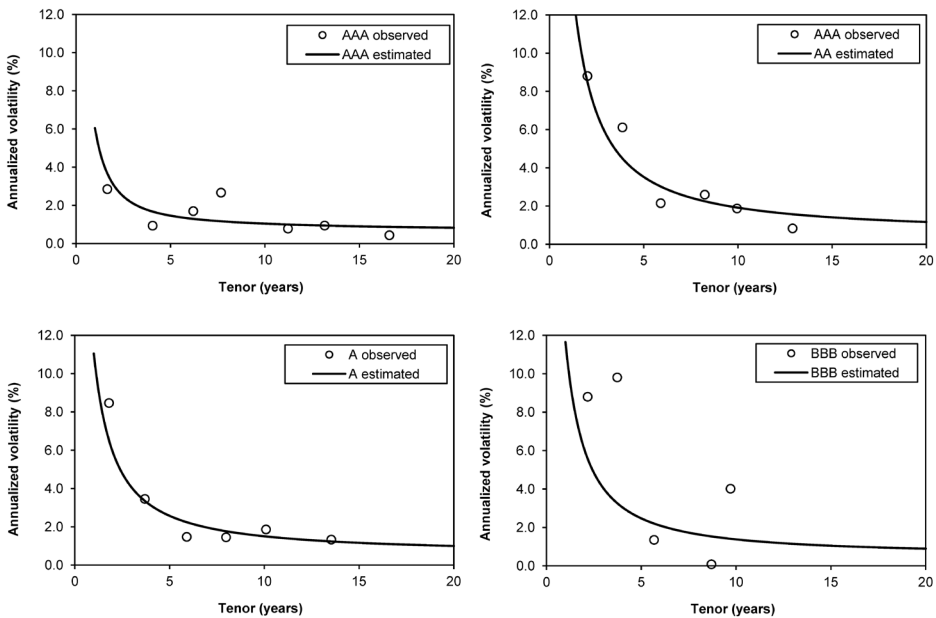 12.0
10.0
8.0
6.0
4.0
2.0
0.0
Annualized volatility (%)
AAA observed
AAA estimated
0 5 10 15 20
Tenor (years)
12.0
10.0
8.0
6.0
4.0
2.0
0.0
Annualized volatility (%)
AAA observed
AA estimated
0 5 10 15 20
Tenor (years)
12.0
10.0
8.0
6.0
4.0
2.0
0.0
Annualized volatility (%)
A observed
A estimated
0 5 10 15 20
Tenor (years)
12.0
10.0
8.0
6.0
4.0
2.0
0.0
Annualized volatility (%)
BBB observed
BBB estimated
0 5 10 15 20
Tenor (years)